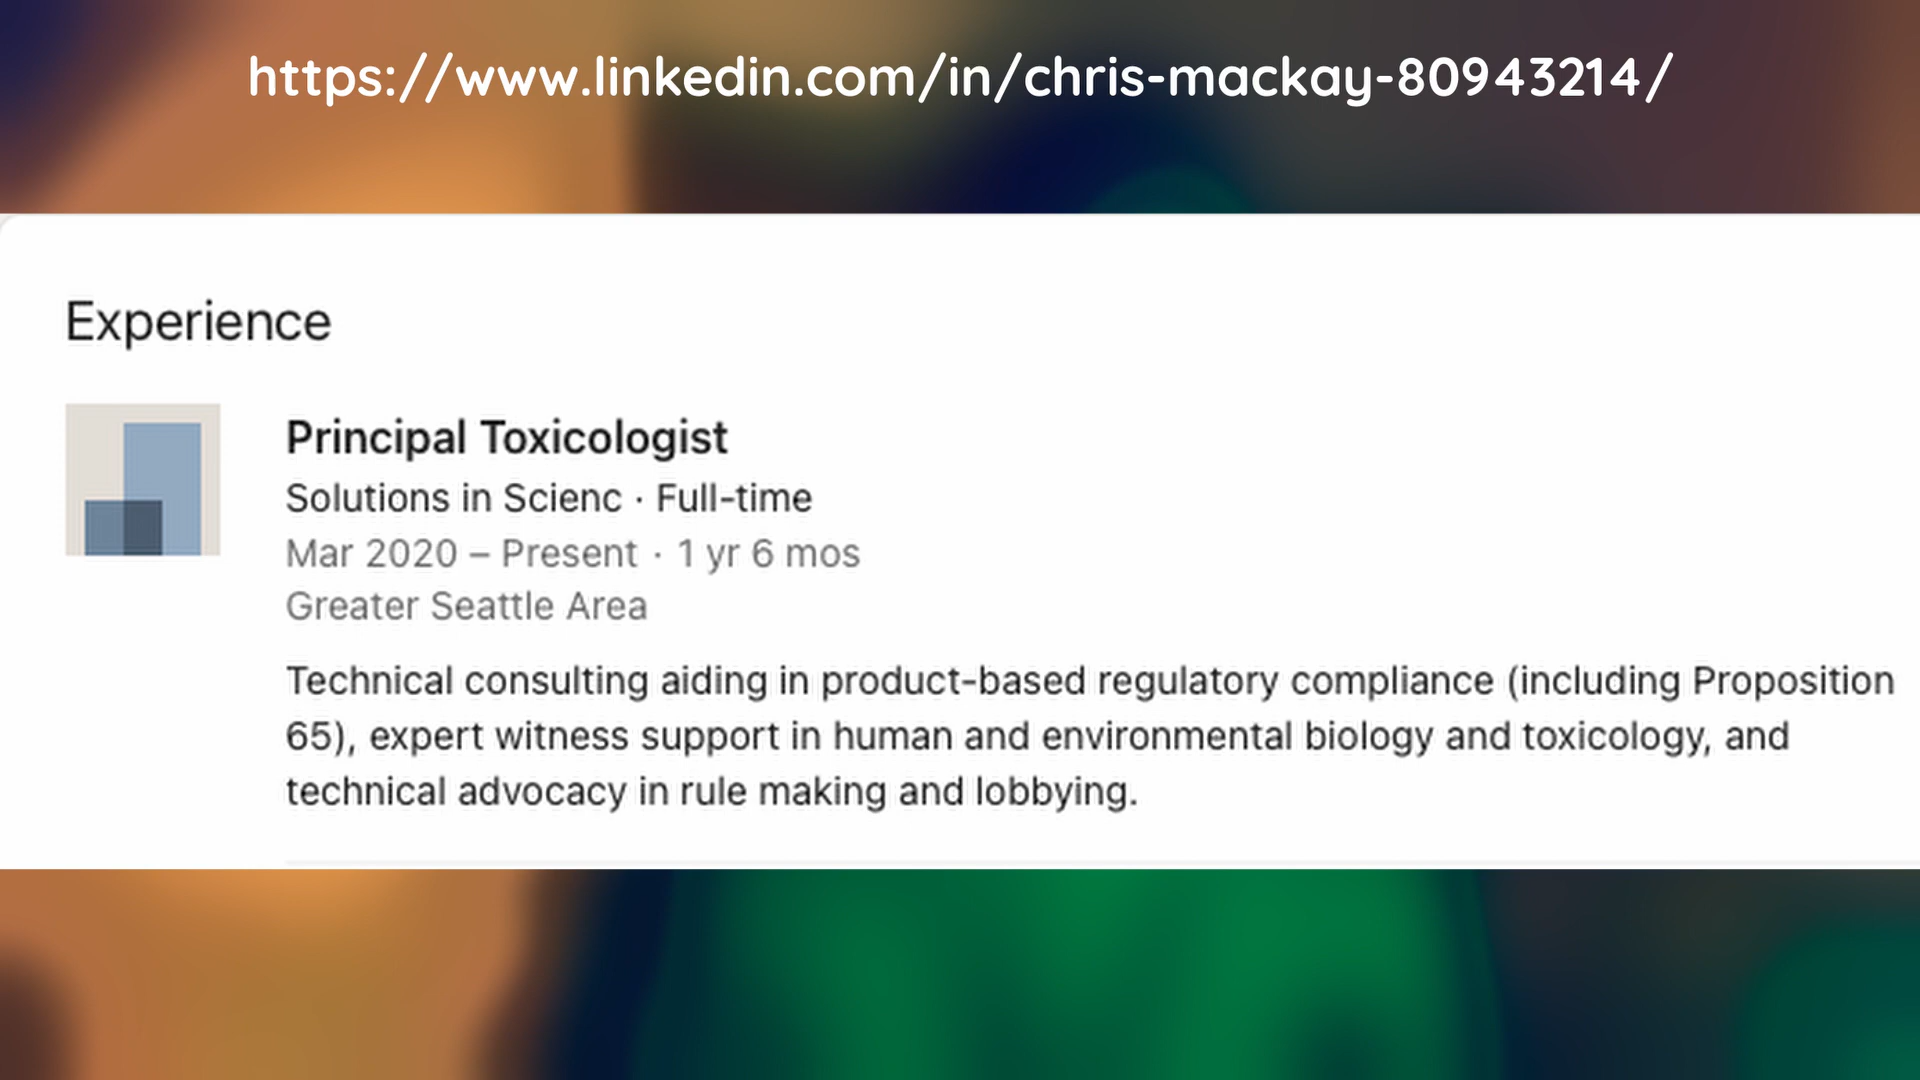 https://www.linkedin.com/in/chris-mackay-80943214/
Experience
Principal Toxicologist
Solutions in Scienc · Full-time
Mar 2020 – Present · 1 yr 6 mos
Greater Seattle Area
Technical consulting aiding in product-based regulatory compliance (including Proposition
65), expert witness support in human and environmental biology and toxicology, and
technical advocacy in rule making and lobbying.